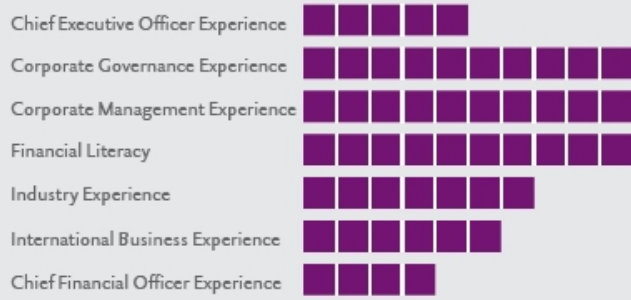 Chief Executive Officer Experience
Corporate Governance Experience
Corporate Management Experience
Financial Literacy
Industry Experience
International Business Experience
Chief Financial Officer Experience